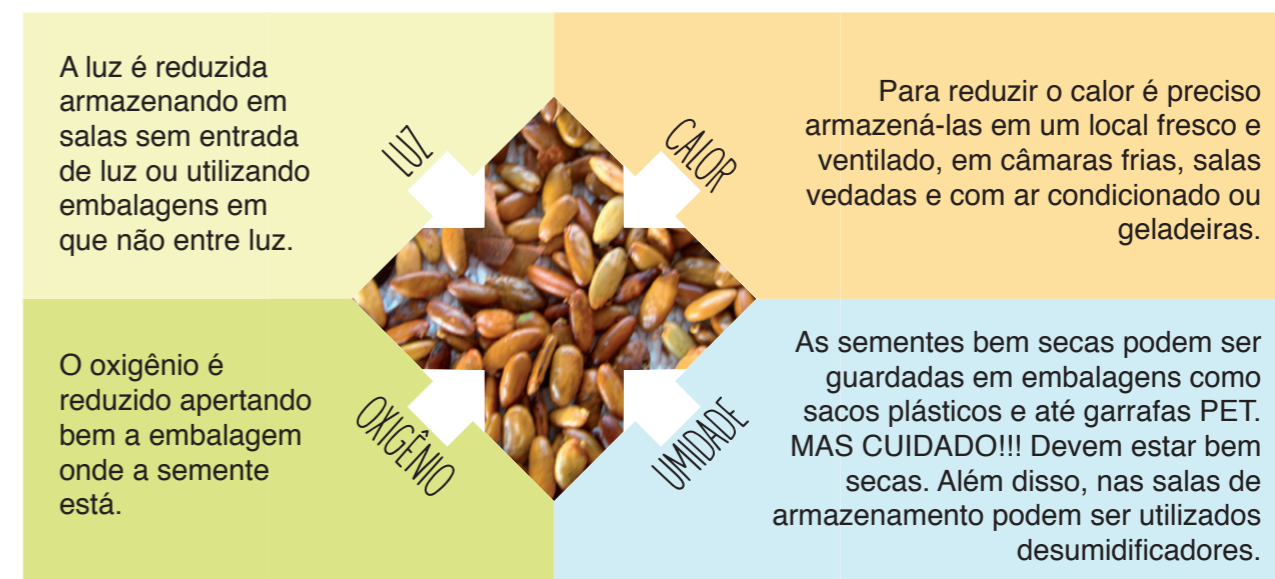 A luz é reduzida
armazenando em
salas sem entrada
de luz ou utilizando
embalagens em
que não entre luz.
LUZ
CALOR
Para reduzir o calor é preciso
armazená-las em um local fresco e
ventilado, em câmaras frias, salas
vedadas e com ar condicionado ou
geladeiras.
O oxigênio é
reduzido apertando
bem a embalagem
onde a semente
está.
OXIGÊNIO
UMIDADE
As sementes bem secas podem ser
guardadas em embalagens como
sacos plásticos e até garrafas PET.
MAS CUIDADO!!! Devem estar bem
secas. Além disso, nas salas de
armazenamento podem ser utilizados
desumidificadores.